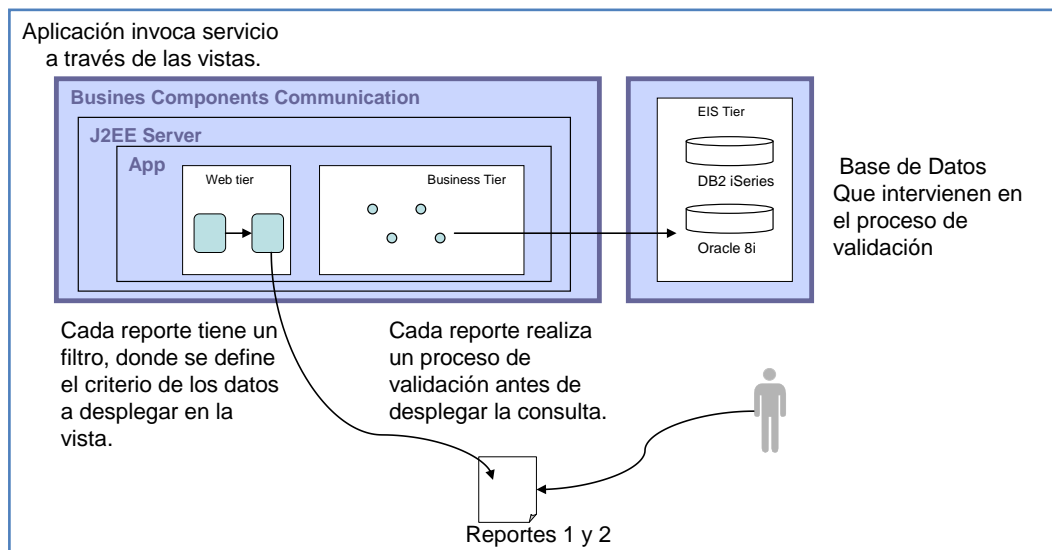 Aplicación invoca servicio
a través de las vistas.
Busines Components Communication
J2EE Server
App
Web tier
Business Tier
EIS Tier
DB2 iSeries
Oracle 8i
Base de Datos
Que intervienen en
el proceso de
validación
Cada reporte tiene un
filtro, donde se define
el criterio de los datos
a desplegar en la
vista.
Cada reporte realiza
un proceso de
validación antes de
desplegar la consulta.
Reportes 1 y 2